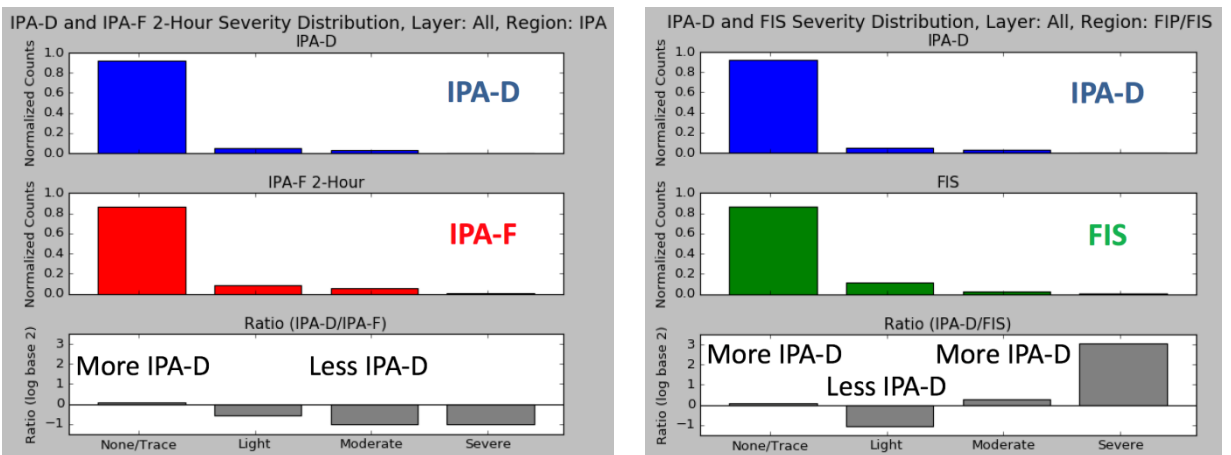 IPA-D and IPA-F 2-Hour Severity Distribution, Layer: All, Region: IPA
IPA-D
Normalized Counts
1.0
0.8
0.6
0.4
0.2
0.0
IPA-D
IPA-F 2-Hour
Normalized Counts
1.0
0.8
0.6
0.4
0.2
0.0
IPA-F
Ratio (IPA-D/IPA-F)
Ratio (log base 2)
3
2
1
0
−1
More IPA-D
Less IPA-D
None/Trace Light Moderate Severe
IPA-D and FIS Severity Distribution, Layer: All, Region: FIP/FIS
IPA-D
Normalized Counts
1.0
0.8
0.6
0.4
0.2
0.0
IPA-D
FIS
Normalized Counts
1.0
0.8
0.6
0.4
0.2
0.0
FIS
Ratio (IPA-D/FIS)
Ratio (log base 2)
3
2
1
0
−1
More IPA-D
Less IPA-D
More IPA-D
None/Trace Light Moderate Severe